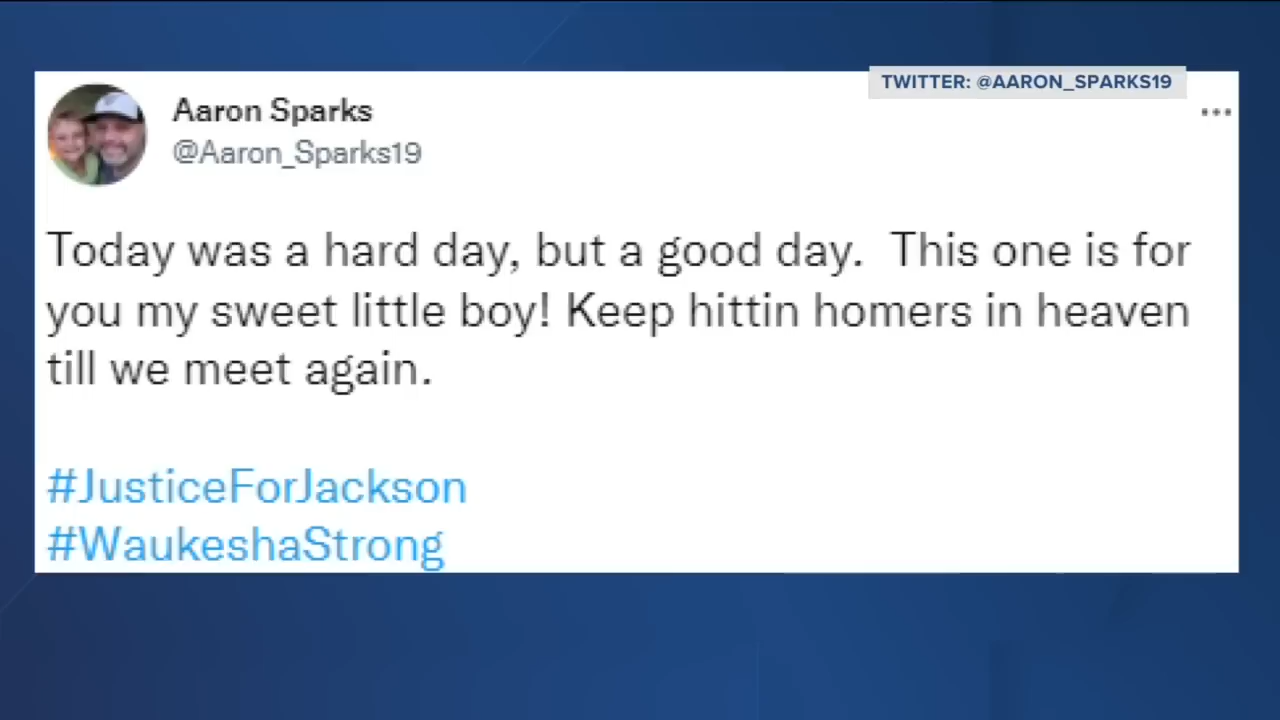 TWITTER: @AARON_SPARKS19
Aaron Sparks
@Aaron_Sparks19
Today was a hard day, but a good day.  This one is for
you my sweet little boy! Keep hittin homers in heaven
till we meet again.
#JusticeForJackson
#WaukeshaStrong